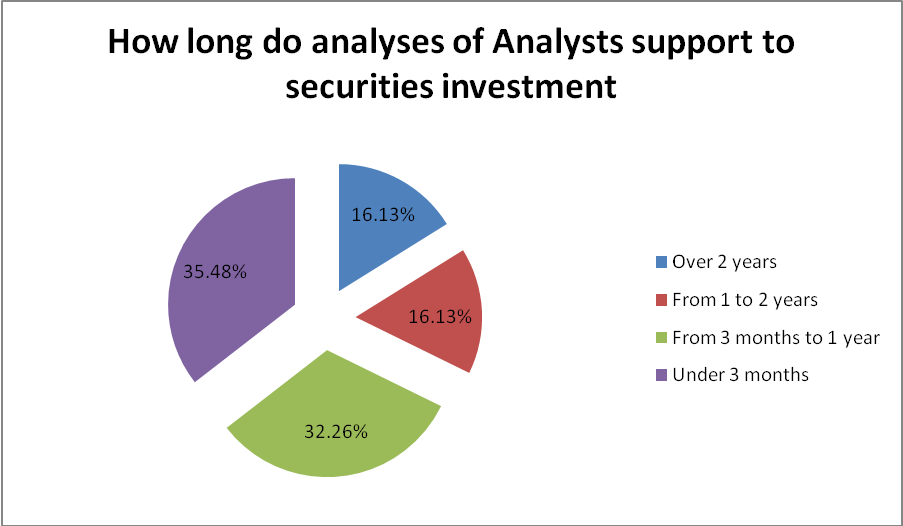 How long do analyses of Analysts support to
securities investment
16.13%
16.13%
32.26%
35.48%
Over 2 years
From 1 to 2 years
From 3 months to 1 year
Under 3 months